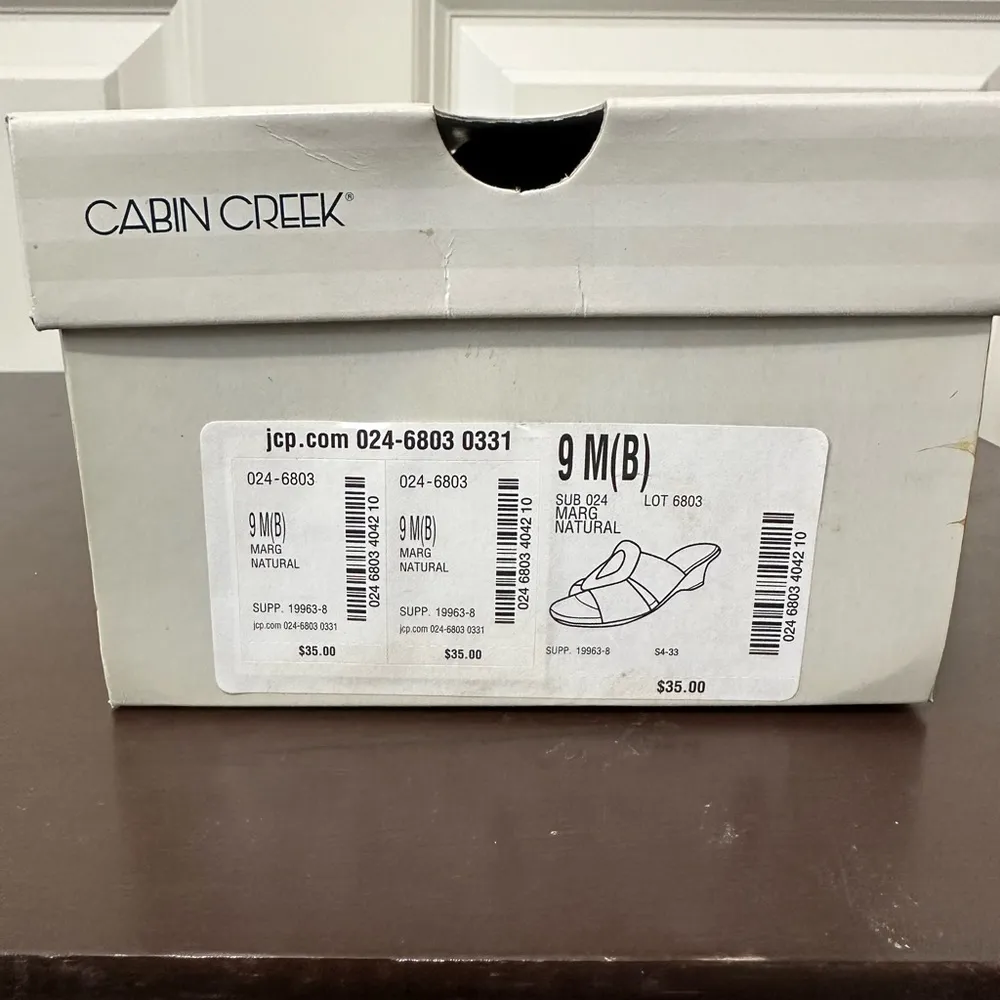 CABIN CREEK®
jcp.com 024-6803 0331
024-6803
9 M(B)
MARG
NATURAL
SUPP. 19963-8
jcp.com 024-6803 0331
$35.00
024 6803 4042 10
024-6803
9 M(B)
MARG
NATURAL
SUPP. 19963-8
jcp.com 024-6803 0331
$35.00
024 6803 4042 10
9 M(B)
SUB 024 LOT 6803
MARG
NATURAL
SUPP. 19963-8 S4-33
$35.00
024 6803 4042 10